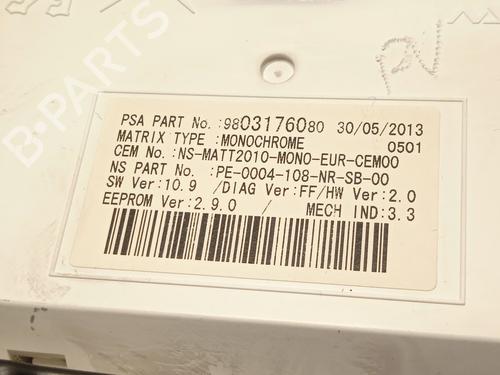 PSA PART No. :9803176080 30/05/2013
MATRIX TYPE :MONOCHROME 0501
CEM No. :NS-MATT2010-MONO-EUR-CEM00
NS PART No. :PE-0004-108-NR-SB-00
SW Ver: 10.9 /DIAG Ver:FF/HW Ver: 2.0
EEPROM Ver: 2.9.0 / MECH IND: 3.3